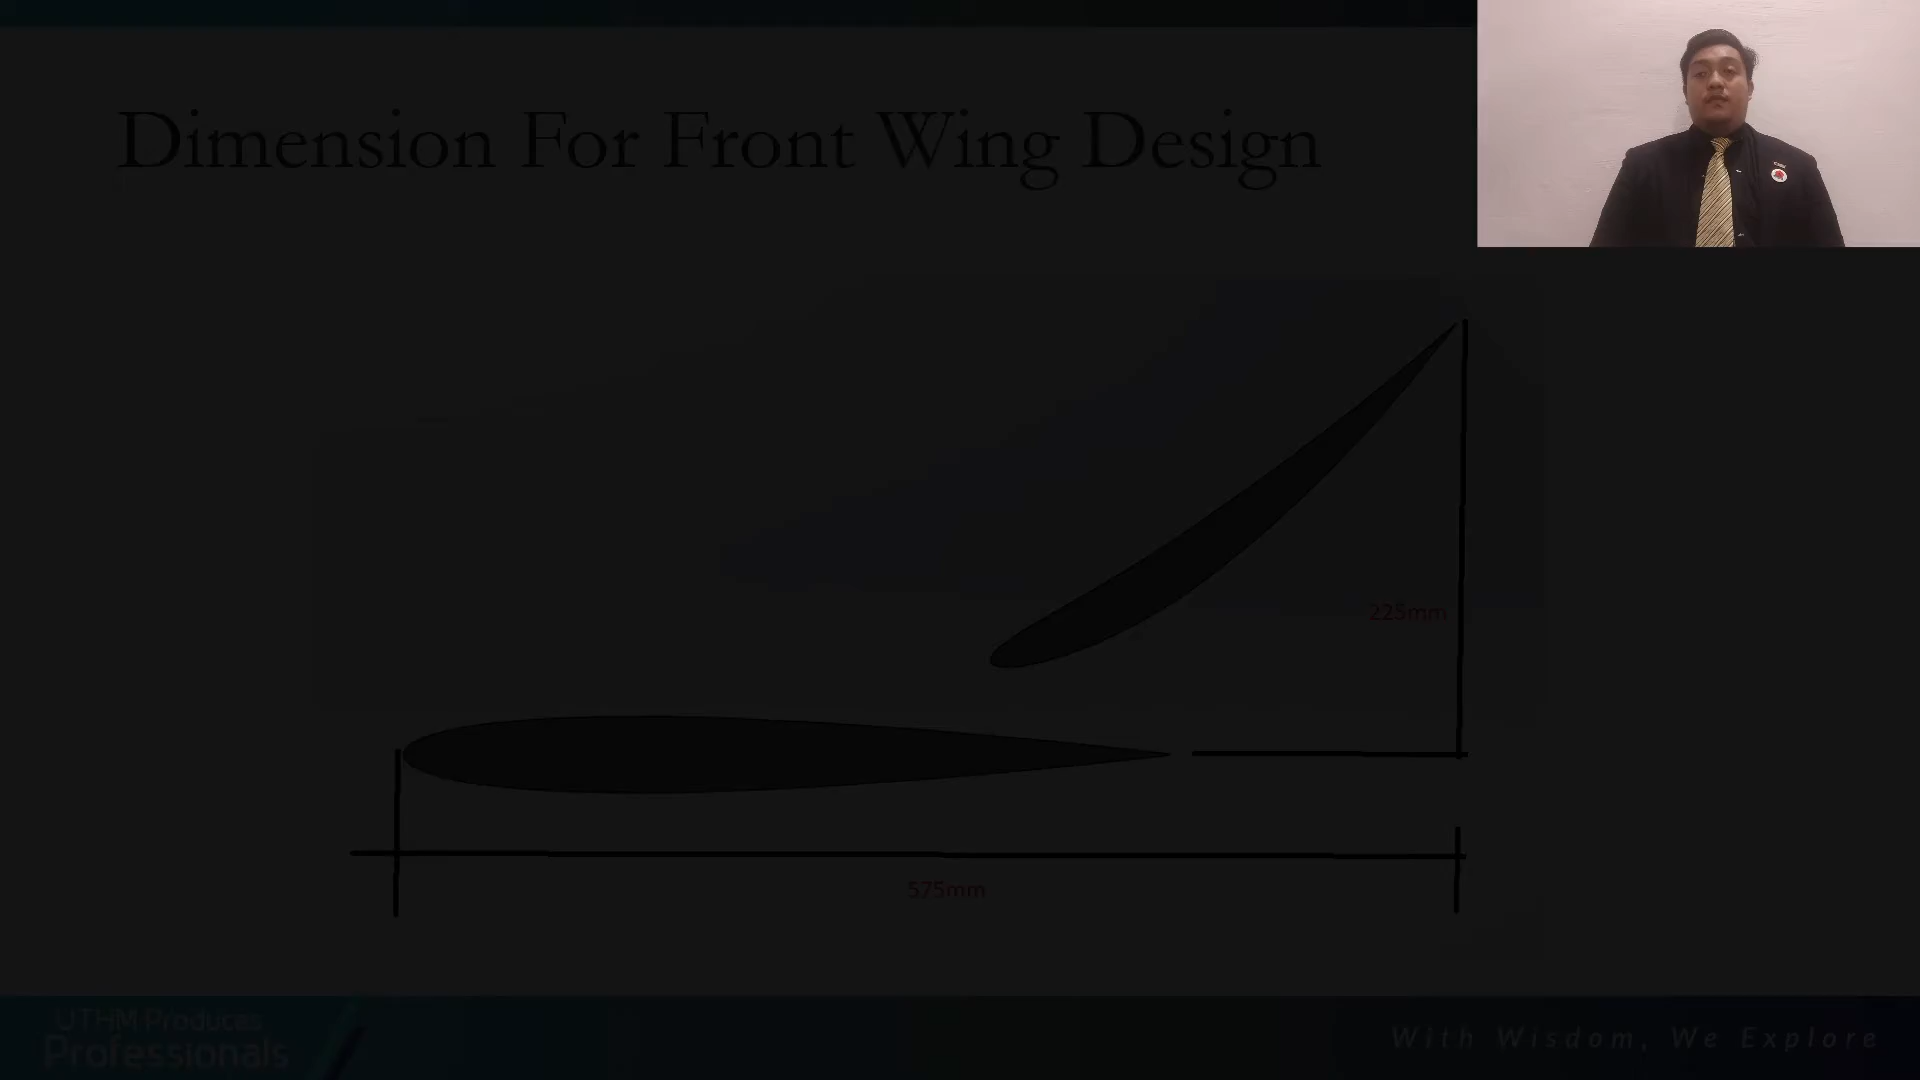 Dimension For Front Wing Design
225mm
575mm
UTHM Produces
Professionals
With Wisdom, We Explore